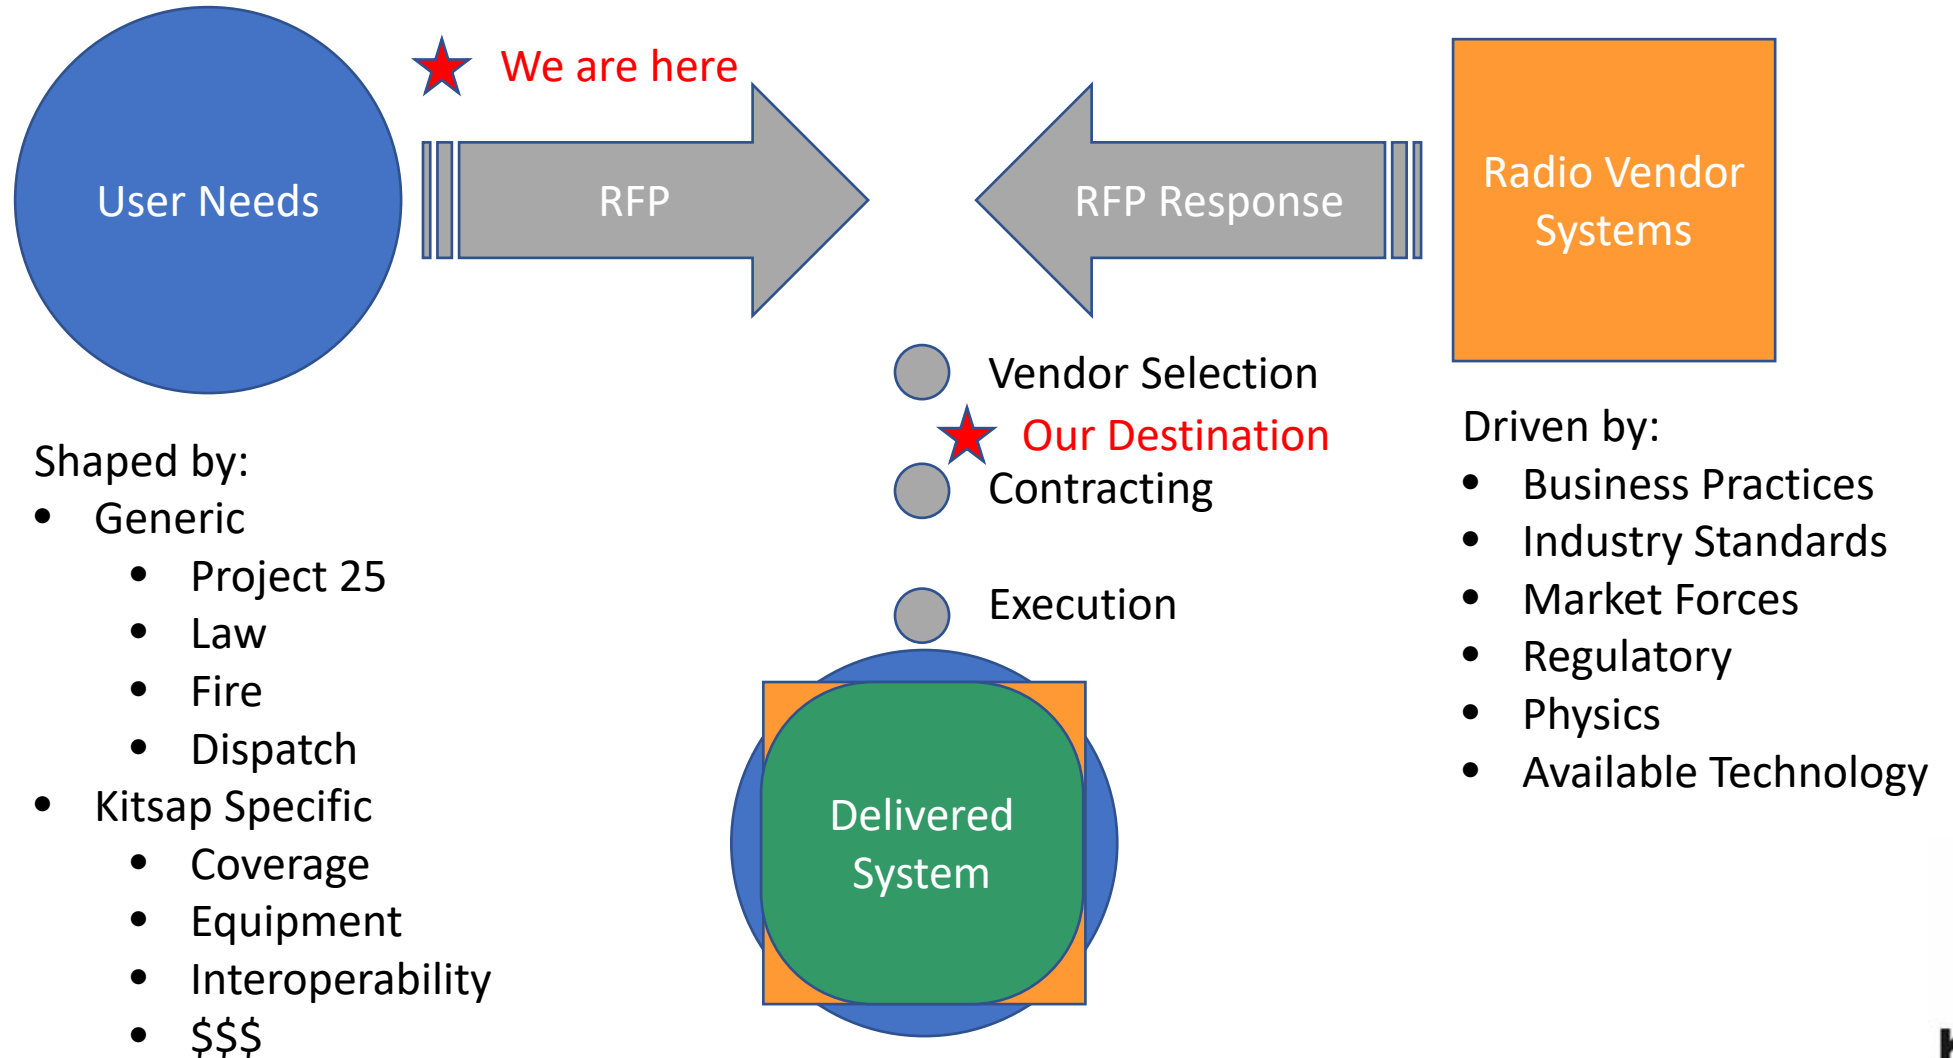 We are here
User Needs
RFP
RFP Response
Radio Vendor
Systems
Vendor Selection
Our Destination
Contracting
Execution
Delivered
System
Shaped by:
• Generic
• Project 25
• Law
• Fire
• Dispatch
• Kitsap Specific
• Coverage
• Equipment
• Interoperability
• $$$
Driven by:
• Business Practices
• Industry Standards
• Market Forces
• Regulatory
• Physics
• Available Technology